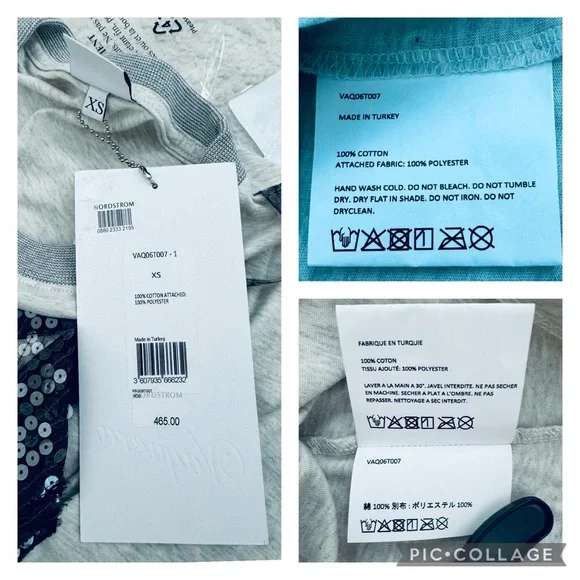 XS
NORDSTROM
0880 2333 2195
VAQ06T007 - 1
XS
100% COTTON ATTACHED:
100% POLYESTER
Made in Turkey
3 607935 666232
NORDSTROM
465.00
VAQ06T007
MADE IN TURKEY
100% COTTON
ATTACHED FABRIC: 100% POLYESTER
HAND WASH COLD. DO NOT BLEACH. DO NOT TUMBLE
DRY. DRY FLAT IN SHADE. DO NOT IRON. DO NOT
DRYCLEAN.
FABRIQUE EN TURQUIE
100% COTON
TISSU AJOUTÉ: 100% POLYESTER
LAVER A LA MAIN A 30°. JAVEL INTERDITE. NE PAS SECHER
EN MACHINE. SECHER A PLAT A L'OMBRE. NE PAS
REPASSER. NETTOYAGE A SEC INTERDIT.
VAQ06T007
綿 100% 別布 : ポリエステル 100%
PIC•COLLAGE